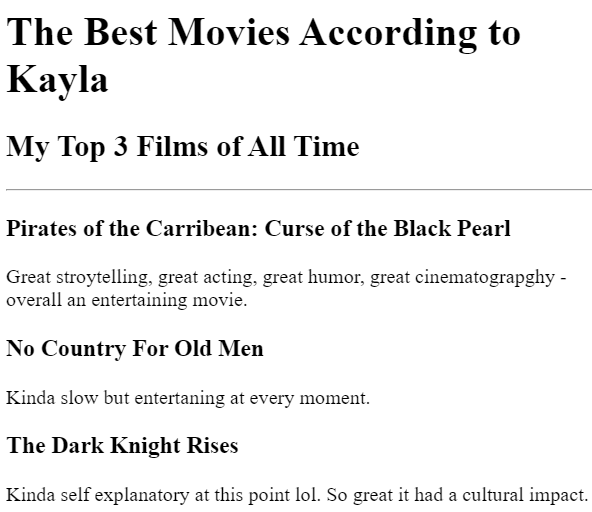 The Best Movies According to
Kayla
My Top 3 Films of All Time
Pirates of the Carribean: Curse of the Black Pearl
Great stroytelling, great acting, great humor, great cinematograpghy -
overall an entertaining movie.
No Country For Old Men
Kinda slow but entertaning at every moment.
The Dark Knight Rises
Kinda self explanatory at this point lol. So great it had a cultural impact.